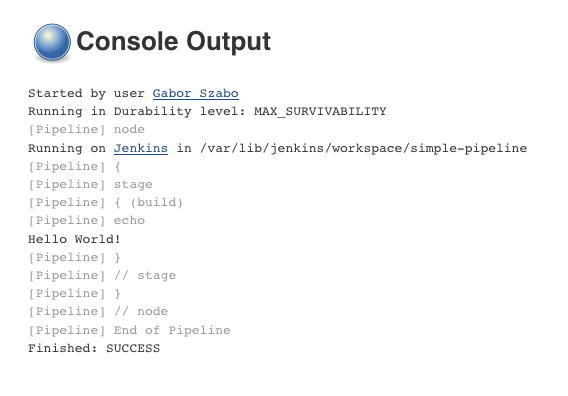 Console Output
Started by user Gabor Szabo
Running in Durability level: MAX_SURVIVABILITY
[Pipeline] node
Running on Jenkins in /var/lib/jenkins/workspace/simple-pipeline
[Pipeline] {
[Pipeline] stage
[Pipeline] { (build)
[Pipeline] echo
Hello World!
[Pipeline] }
[Pipeline] // stage
[Pipeline] }
[Pipeline] // node
[Pipeline] End of Pipeline
Finished: SUCCESS